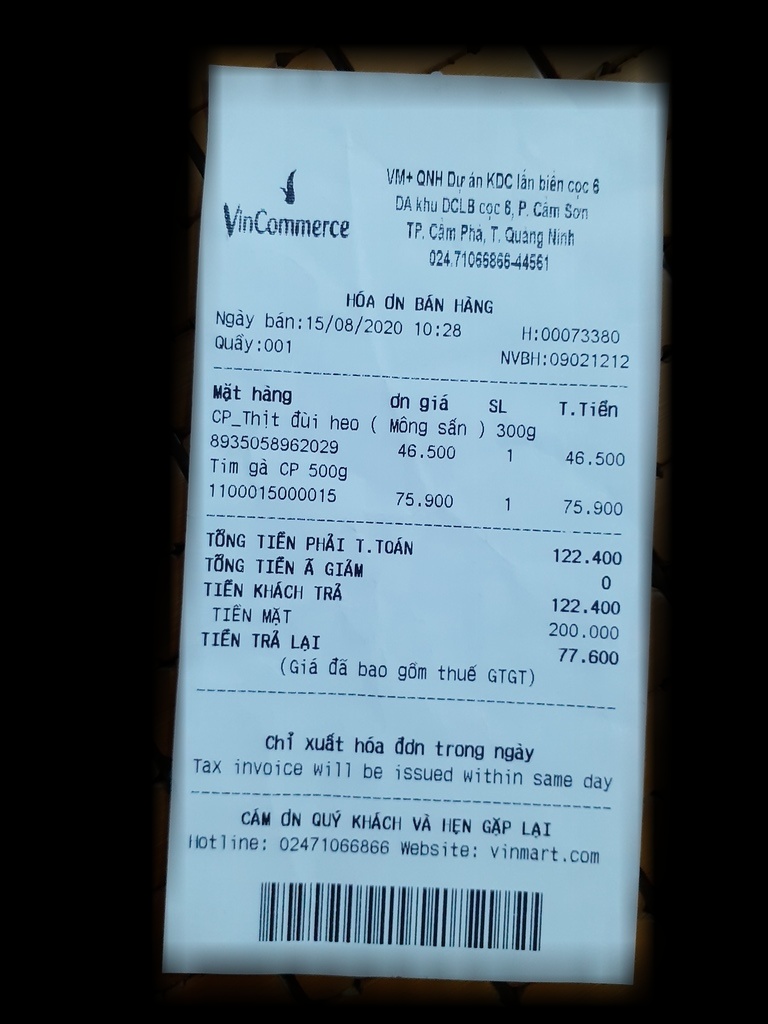 VinCommerce
VM+ QNH Dự án KDC lấn biển cọc 6
DA khu DCLB cọc 6, P. Cẩm Sơn
TP. Cẩm Phả, T. Quảng Ninh
024.71066866-44561
HÓA ƠN BÁN HÀNG
Ngày bán:15/08/2020 10:28 H:00073380
Quầy:001 NVBH:09021212
Mặt hàng ơn giá SL T.Tiền
CP_Thịt đùi heo ( Mông sấn ) 300g
8935058962029 46.500 1 46.500
Tim gà CP 500g
1100015000015 75.900 1 75.900
TỔNG TIỀN PHẢI T.TOÁN 122.400
TỔNG TIỀN Ã GIẢM 0
TIỀN KHÁCH TRẢ 122.400
TIỀN MẶT 200.000
TIỀN TRẢ LẠI 77.600
(Giá đã bao gồm thuế GTGT)
Chỉ xuất hóa đơn trong ngày
Tax invoice will be issued within same day
CẢM ƠN QUÝ KHÁCH VÀ HẸN GẶP LẠI
Hotline: 02471066866 Website: vinmart.com